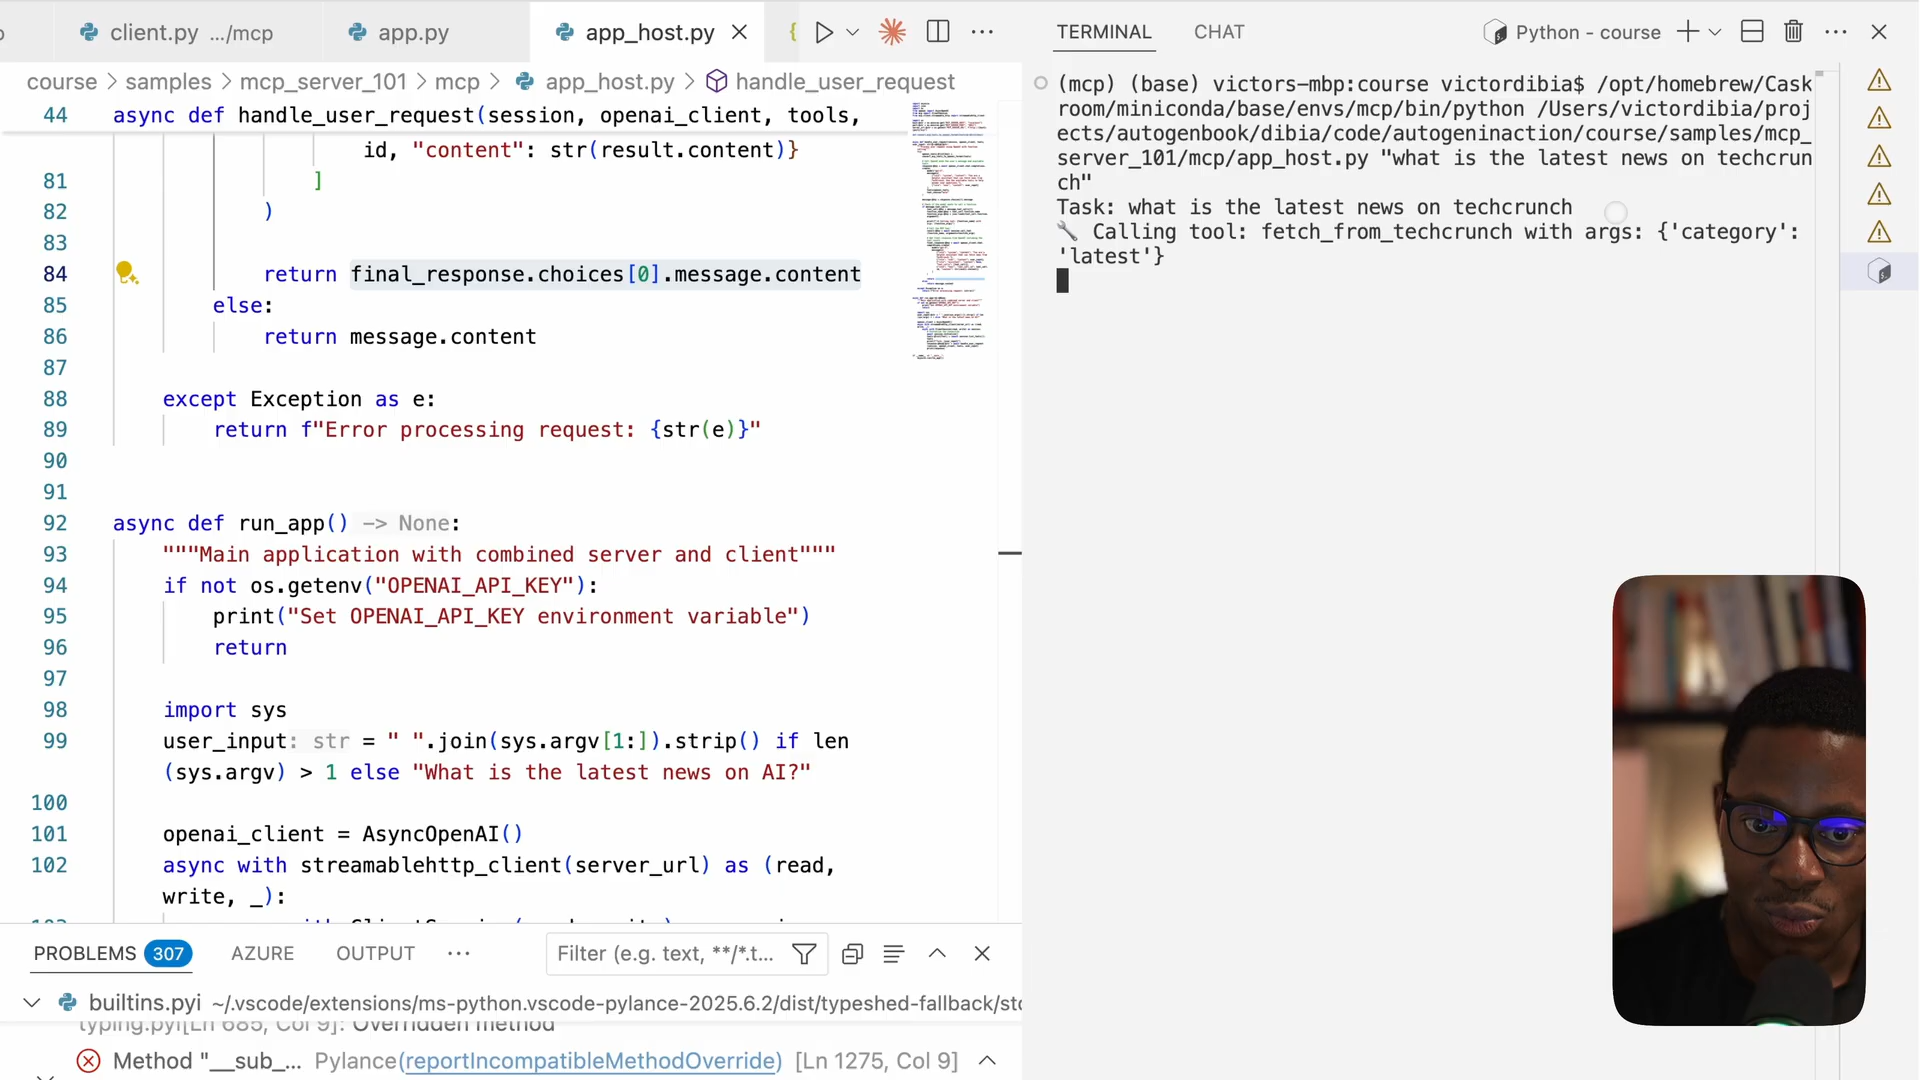 client.py .../mcp
app.py
app_host.py
TERMINAL
CHAT
Python - course
course > samples > mcp_server_101 > mcp > app_host.py > handle_user_request
44 async def handle_user_request(session, openai_client, tools,
id, "content": str(result.content)}
81 ]
82 )
83
84 return final_response.choices[0].message.content
85 else:
86 return message.content
87
88 except Exception as e:
89 return f"Error processing request: {str(e)}"
90
91
92 async def run_app() -> None:
93 """Main application with combined server and client"""
94 if not os.getenv("OPENAI_API_KEY"):
95 print("Set OPENAI_API_KEY environment variable")
96 return
97
98 import sys
99 user_input: str = " ".join(sys.argv[1:]).strip() if len
(sys.argv) > 1 else "What is the latest news on AI?"
100
101 openai_client = AsyncOpenAI()
102 async with streamablehttp_client(server_url) as (read,
write, _):
(mcp) (base) victors-mbp:course victordibia$ /opt/homebrew/Cask
room/miniconda/base/envs/mcp/bin/python /Users/victordibia/proj
ects/autogenbook/dibia/code/autogeninaction/course/samples/mcp_
server_101/mcp/app_host.py "what is the latest news on techcrun
ch"
Task: what is the latest news on techcrunch
🔧 Calling tool: fetch_from_techcrunch with args: {'category':
'latest'}
PROBLEMS 307
AZURE
OUTPUT
Filter (e.g. text, **/*.t...
builtins.pyi ~/.vscode/extensions/ms-python.vscode-pylance-2025.6.2/dist/typeshed-fallback/std
typing.pyi[Ln 685, Col 9]: Overridden method
Method "__sub_... Pylance(reportIncompatibleMethodOverride) [Ln 1275, Col 9]